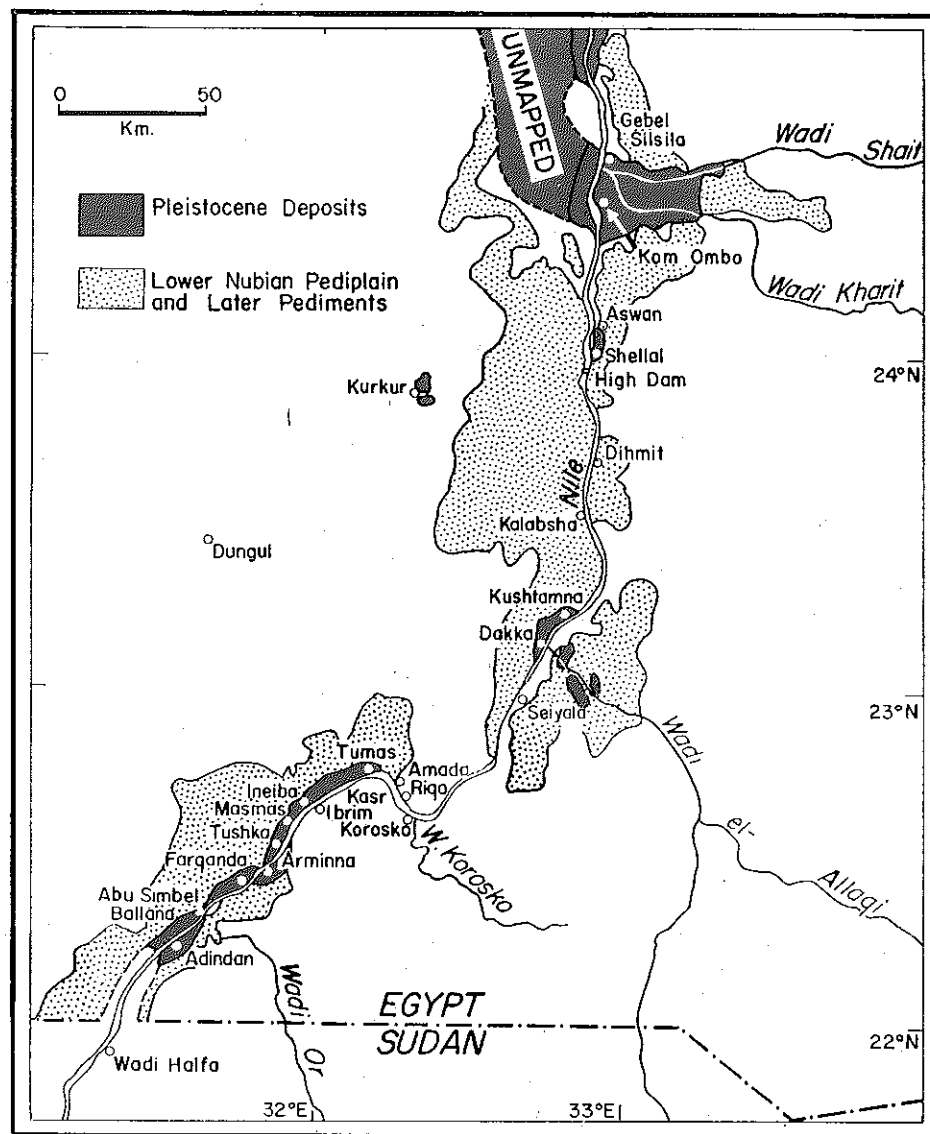 UNMAPPED
0 50
Km.
Gebel
Silsila
Wadi
Shait
Pleistocene Deposits
Lower Nubian Pediplain
and Later Pediments
Kom Ombo
Wadi Kharit
Aswan
Shellal
High Dam
24°N
Kurkur
Dihmit
Nile
Kalabsha
Dungul
Kushtamna
Dakka
Seiyala
23°N
Wadi
el-
Allaqi
Tumas
Amada
Riqa
Ineiba
Kasr
Masmas
Ibrim
Korosko
Tushka
W Korosko
Farqanda
Arminna
Abu Simbel
Ballana
Adindan
Wadi
Or
EGYPT
SUDAN
22°N
Wadi Halfa
32°E
33°E